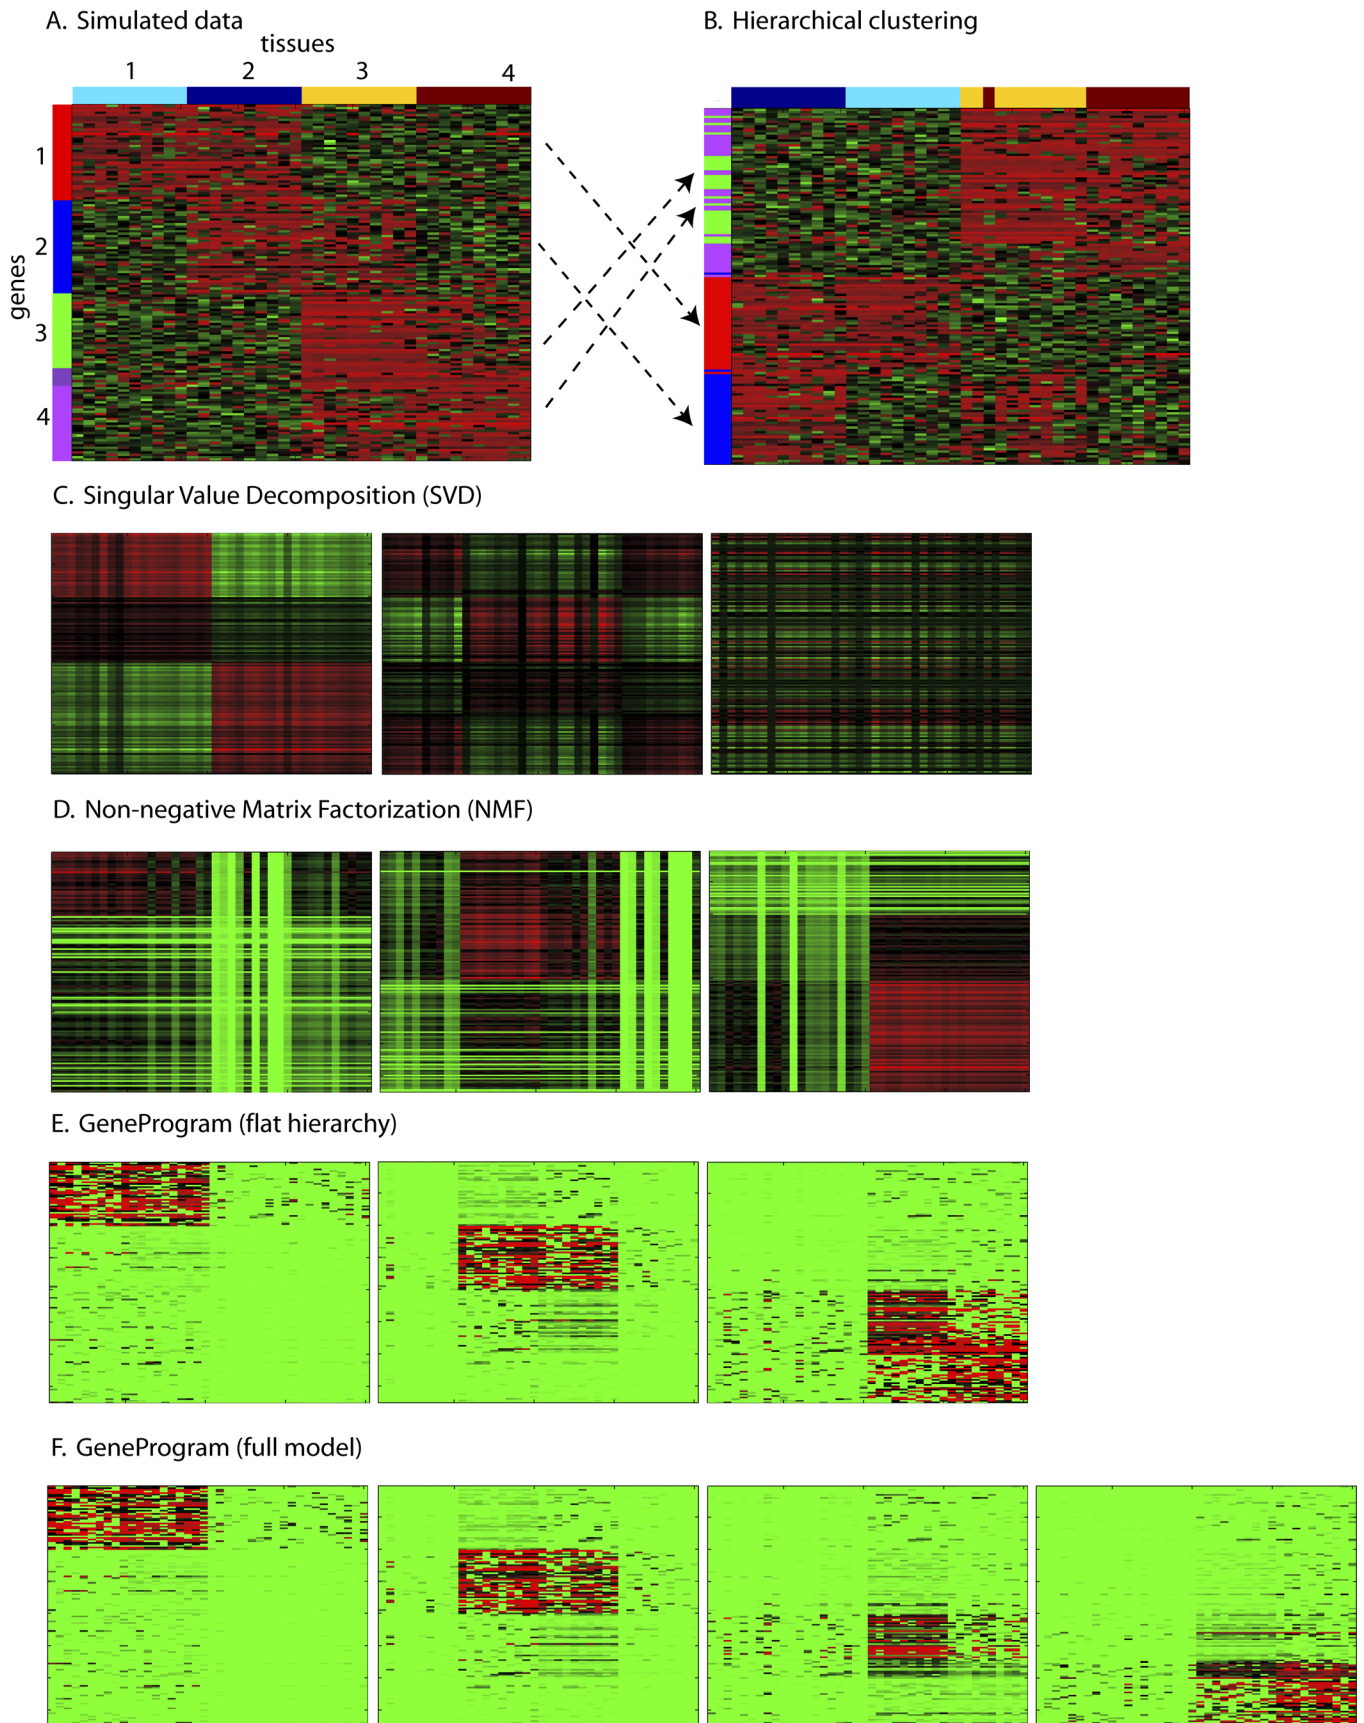 A. Simulated data
tissues
1 2 3 4
genes
1
2
3
4
B. Hierarchical clustering
C. Singular Value Decomposition (SVD)
D. Non-negative Matrix Factorization (NMF)
E. GeneProgram (flat hierarchy)
F. GeneProgram (full model)